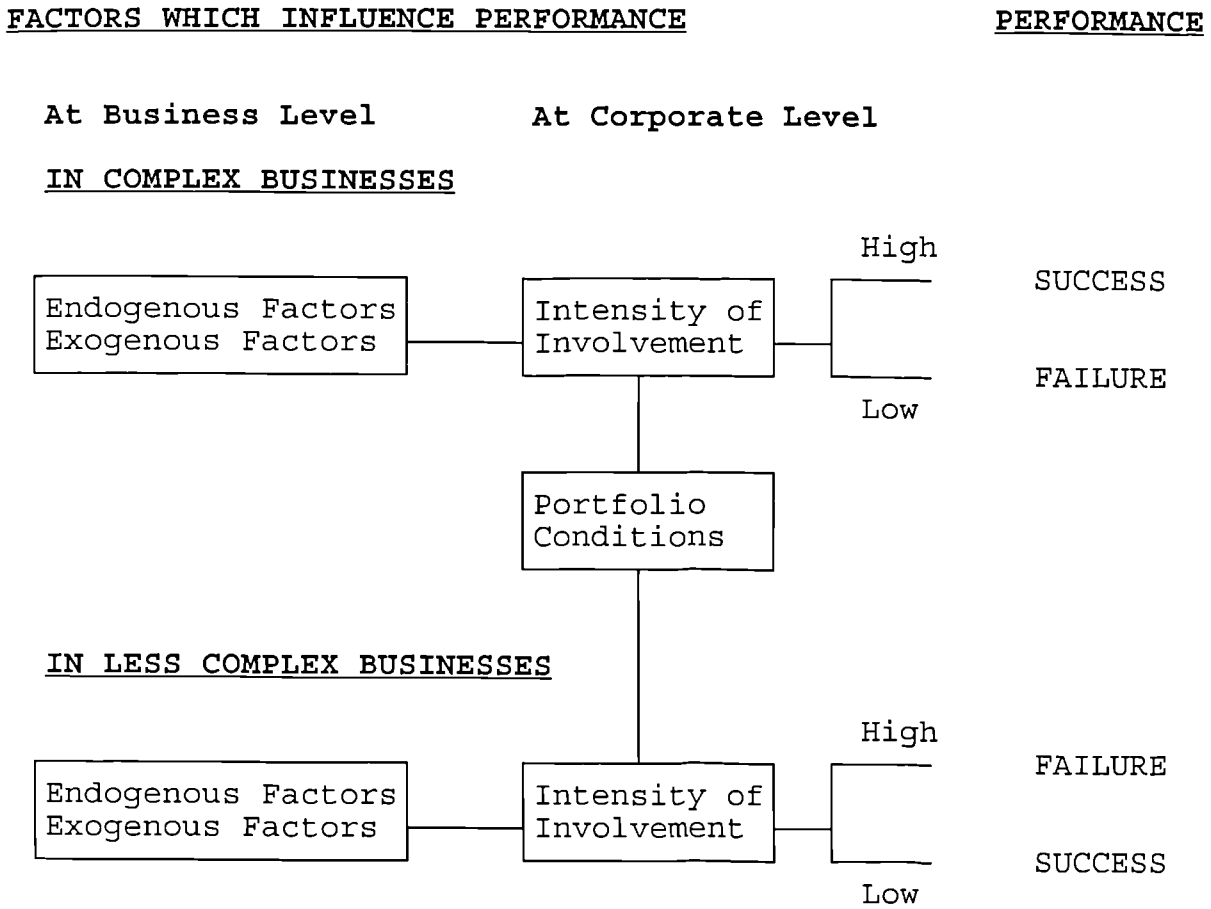 FACTORS WHICH INFLUENCE PERFORMANCE
PERFORMANCE
At Business Level
At Corporate Level
IN COMPLEX BUSINESSES
Endogenous Factors
Exogenous Factors
Intensity of
Involvement
High
SUCCESS
FAILURE
Low
Portfolio
Conditions
IN LESS COMPLEX BUSINESSES
Endogenous Factors
Exogenous Factors
Intensity of
Involvement
High
FAILURE
SUCCESS
Low